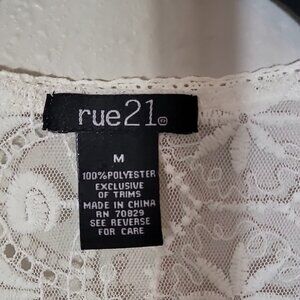 rue21
M
100%POLYESTER
EXCLUSIVE
OF TRIMS
MADE IN CHINA
RN 70829
SEE REVERSE
FOR CARE